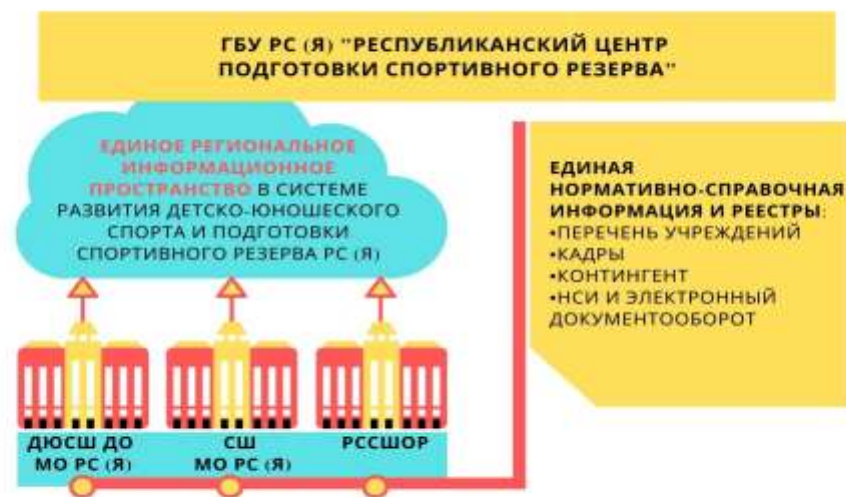 ГБУ РС (Я) "РЕСПУБЛИКАНСКИЙ ЦЕНТР
ПОДГОТОВКИ СПОРТИВНОГО РЕЗЕРВА"
ЕДИНОЕ РЕГИОНАЛЬНОЕ
ИНФОРМАЦИОННОЕ
ПРОСТРАНСТВО В СИСТЕМЕ
РАЗВИТИЯ ДЕТСКО-ЮНОШЕСКОГО
СПОРТА И ПОДГОТОВКИ
СПОРТИВНОГО РЕЗЕРВА РС (Я)
ЕДИНАЯ
НОРМАТИВНО-СПРАВОЧНАЯ
ИНФОРМАЦИЯ И РЕЕСТРЫ:
•ПЕРЕЧЕНЬ УЧРЕЖДЕНИЙ
•КАДРЫ
•КОНТИНГЕНТ
•НСИ И ЭЛЕКТРОННЫЙ
ДОКУМЕНТООБОРОТ
ДЮСШ ДО
МО РС (Я)
СШ
МО РС (Я)
РССШОР